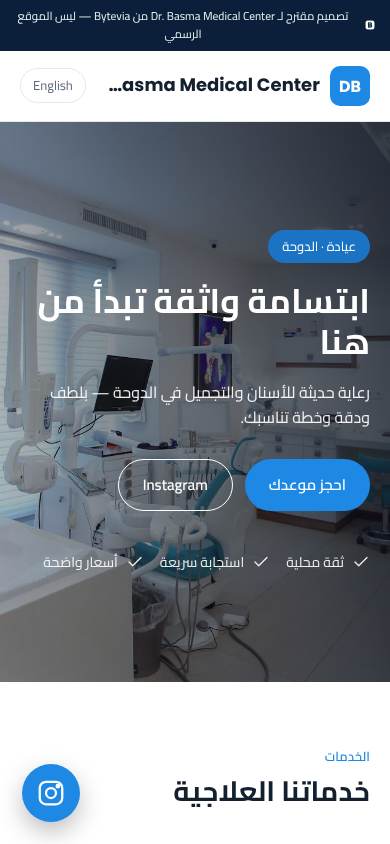 تصميم مقترح لـ Dr. Basma Medical Center من Bytevia — ليس الموقع
الرسمي
DB
...asma Medical Center
English
عيادة · الدوحة
ابتسامة واثقة تبدأ من
هنا
رعاية حديثة للأسنان والتجميل في الدوحة — بلطف
ودقة وخطة تناسبك.
احجز موعدك
Instagram
ثقة محلية
استجابة سريعة
أسعار واضحة
الخدمات
خدماتنا العلاجية